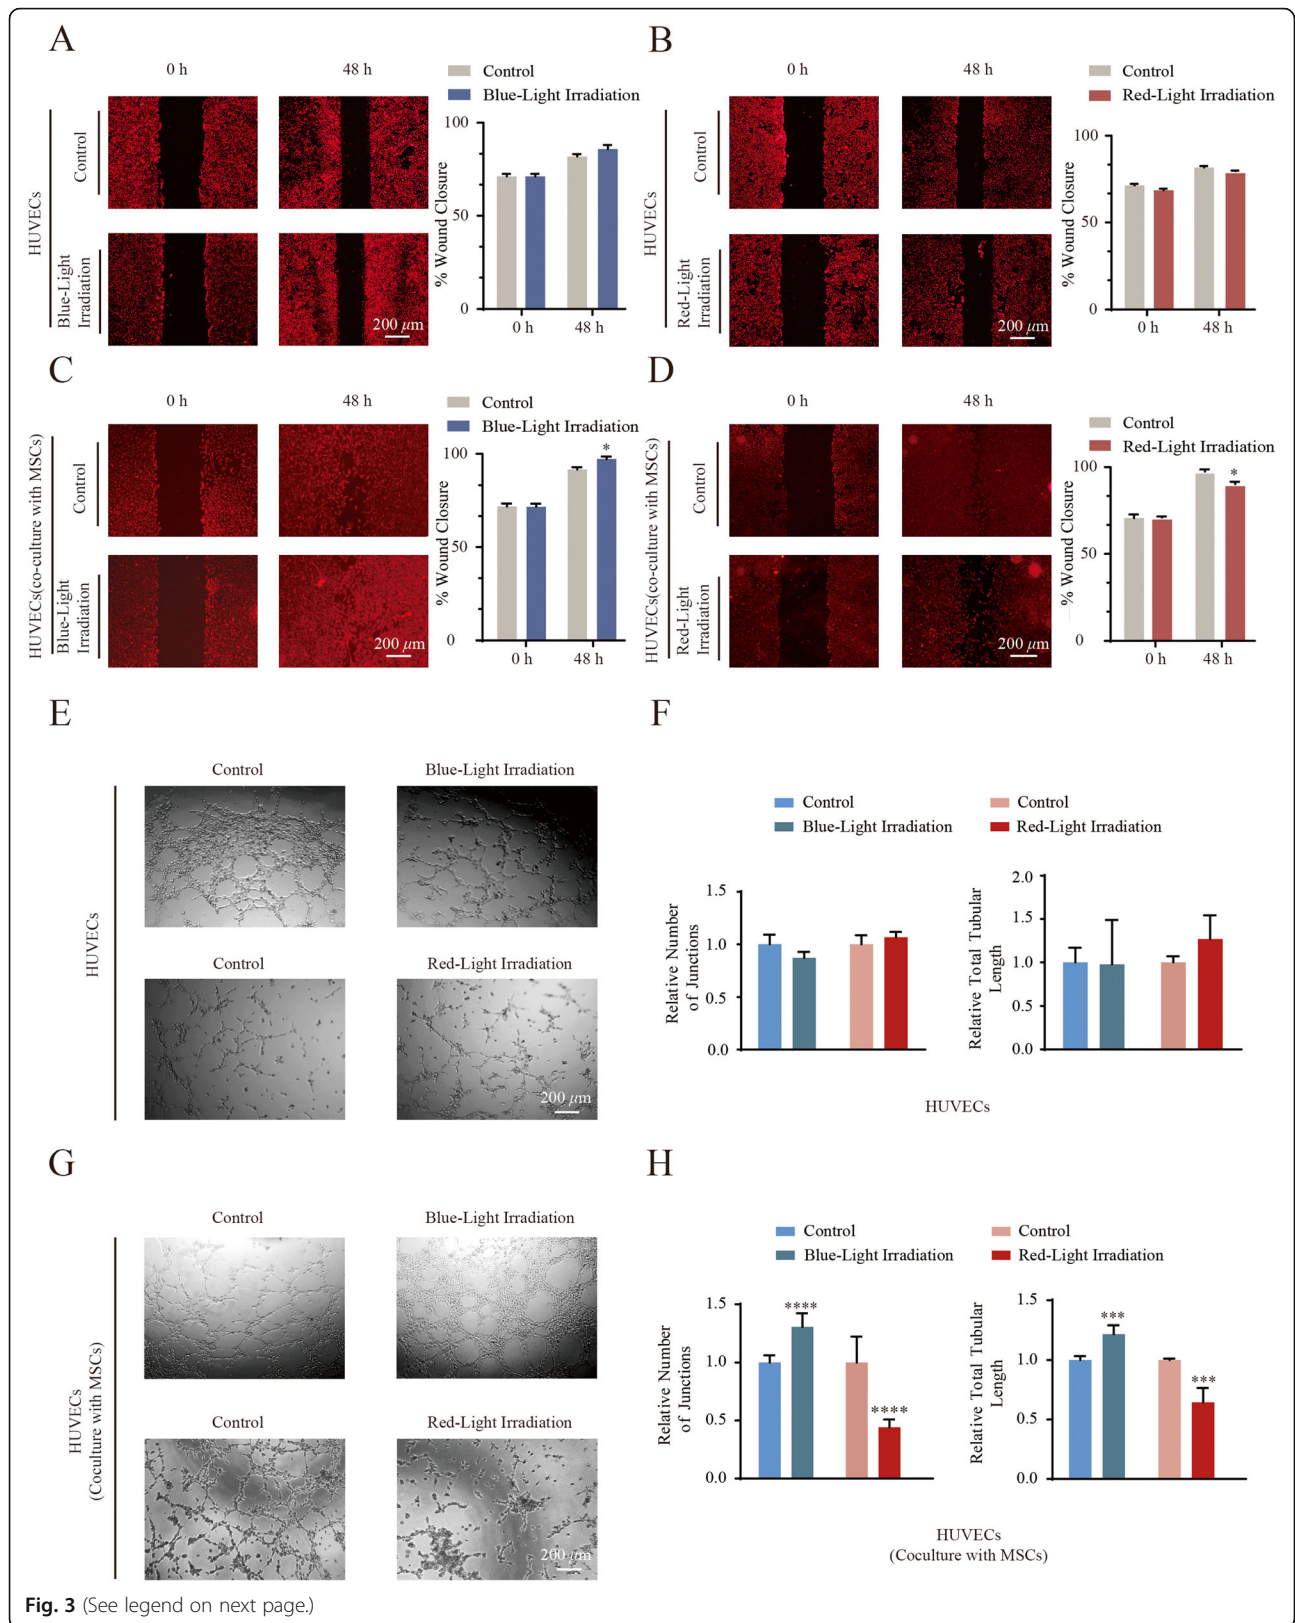 A
0 h
48 h
Control
Blue-Light Irradiation
HUVECs
Control
Blue-Light
Irradiation
200 µm
% Wound Closure
100
50
0
0 h
48 h
B
0 h
48 h
Control
Red-Light Irradiation
HUVECs
Control
Red-Light
Irradiation
200 µm
% Wound Closure
100
50
0
0 h
48 h
C
0 h
48 h
Control
Blue-Light Irradiation
HUVECs(co-culture with MSCs)
Control
Blue-Light
Irradiation
200 µm
% Wound Closure
100
50
0
*
0 h
48 h
D
0 h
48 h
Control
Red-Light Irradiation
HUVECs(co-culture with MSCs)
Control
Red-Light
Irradiation
200 µm
% Wound Closure
100
50
0
*
0 h
48 h
E
Control
Blue-Light Irradiation
HUVECs
Control
Red-Light Irradiation
200 µm
F
Control
Control
Blue-Light Irradiation
Red-Light Irradiation
Relative Number
of Junctions
1.5
1.0
0.5
0.0
Relative Total Tubular
Length
2.0
1.5
1.0
0.5
0.0
HUVECs
G
Control
Blue-Light Irradiation
HUVECs
(Coculture with MSCs)
Control
Red-Light Irradiation
200 µm
H
Control
Control
Blue-Light Irradiation
Red-Light Irradiation
Relative Number
of Junctions
1.5
1.0
0.5
0.0
****
****
Relative Total Tubular
Length
1.5
1.0
0.5
0.0
***
***
HUVECs
(Coculture with MSCs)
Fig. 3 (See legend on next page.)